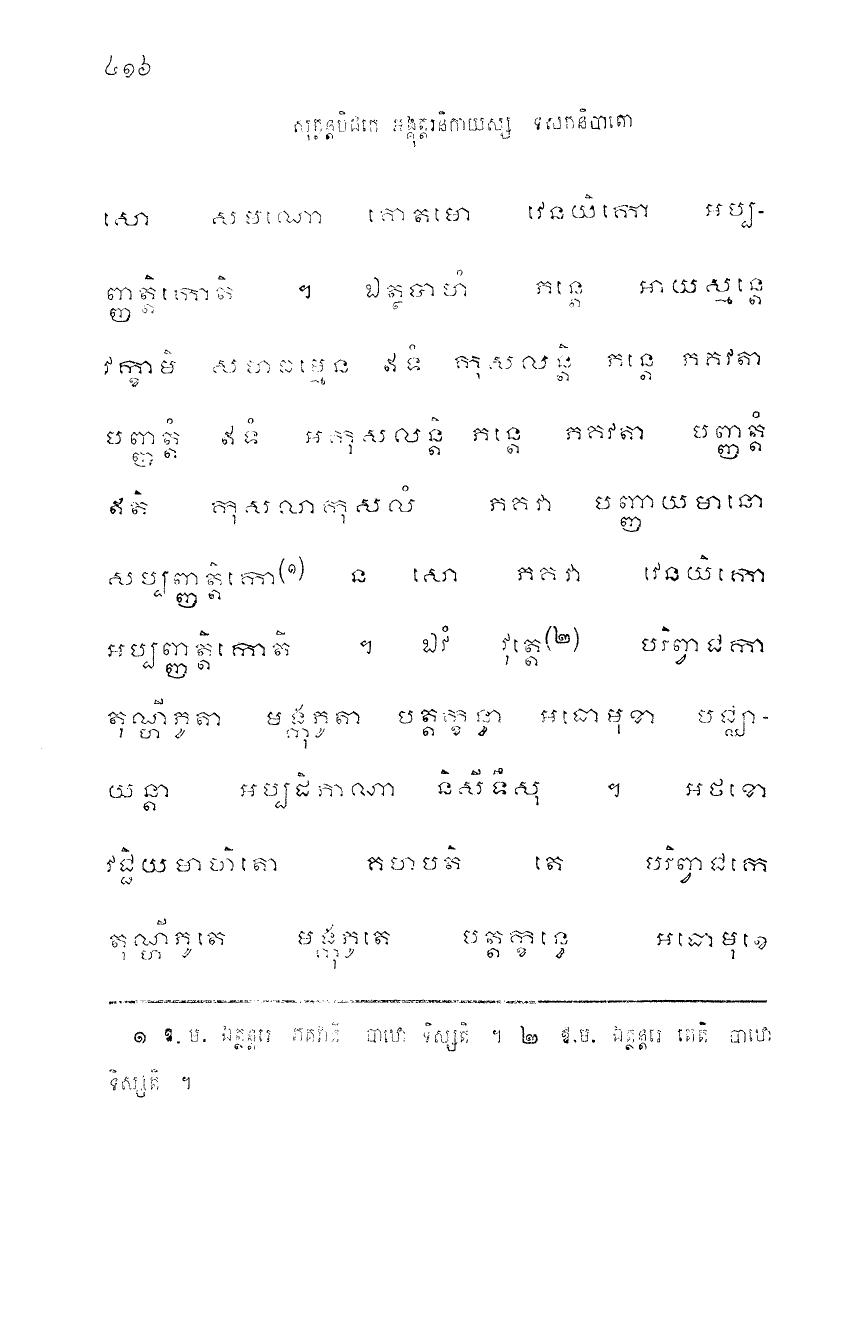 ៤១៦
សុត្តន្តបិដកេ អង្គុត្តរនិកាយស្ស ទសកនិបាតោ
សោ សមណោ គោតមោ វេនយិកោ អប្ប-
ញ្ញត្តិកោតិ ។ ឯត្ថទាហំ ភន្តេ អាយស្មន្តេ
វក្ខាមិ សហធម្មេន ឥទំ កុសលន្តិ ភន្តេ ភគវតា
បញ្ញត្តំ ឥទំ អកុសលន្តិ ភន្តេ ភគវតា បញ្ញត្តំ
ឥតិ កុសលាកុសលំ ភគវា បញ្ញាយមានោ
សប្បញ្ញត្តិកោ(១) ន សោ ភគវា វេនយិកោ
អប្បញ្ញត្តិកោតិ ។ ឯវំ វុត្តេ(២) បរិព្វាជកា
តុណ្ហីភូតា មង្កុភូតា បត្តក្ខន្ធា អធោមុខា បជ្ឈា-
យន្តា អប្បដិភាណា និសីទឹសុ ។ អថខោ
វជ្ជិយមាហិតោ គហបតិ តេ បរិព្វាជកេ
តុណ្ហីភូតេ មង្កុភូតេ បត្តក្ខន្ធេ អធោមុខេ
១ ឱ. ម. ឯត្ថន្តរេ ភគវាតិ បាឋោ ទិស្សតិ ។ ២ ឱ.ម. ឯត្ថន្តរេ តេតិ បាឋោ
ទិស្សតិ ។